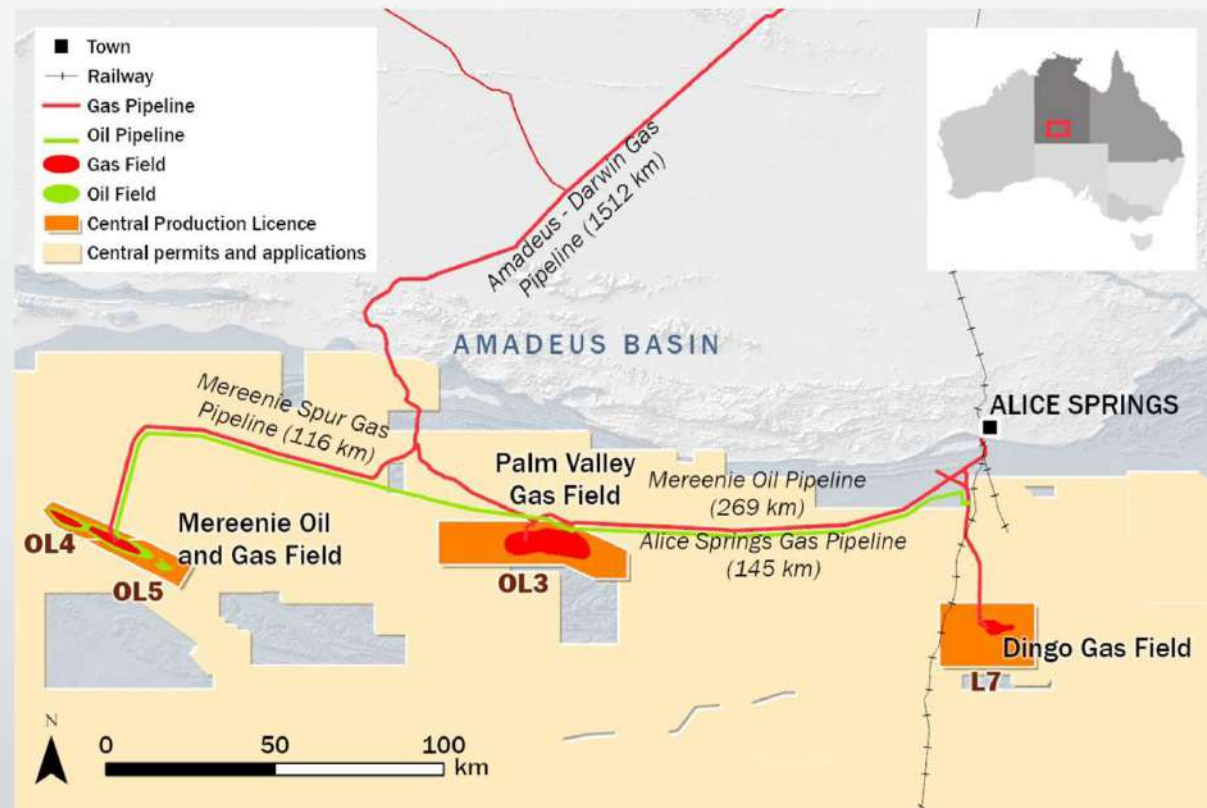 Town
Railway
Gas Pipeline
Oil Pipeline
Gas Field
Oil Field
Central Production Licence
Central permits and applications
Amadeus - Darwin Gas
Pipeline (1512 km)
AMADEUS BASIN
Mereenie Spur Gas
Pipeline (116 km)
ALICE SPRINGS
Palm Valley
Gas Field
Mereenie Oil Pipeline
(269 km)
Alice Springs Gas Pipeline
(145 km)
Mereenie Oil
and Gas Field
OL4
OL5
OL3
Dingo Gas Field
L7
N
0 50 100
km